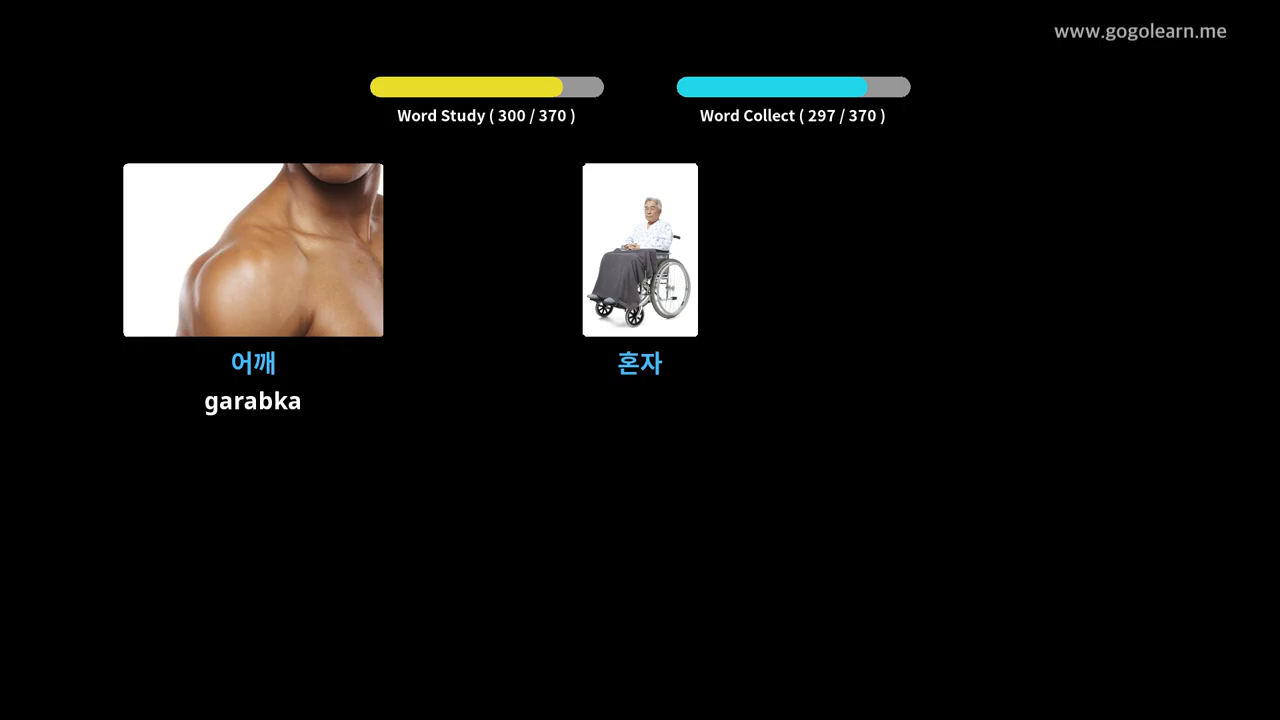 www.gogolearn.me
Word Study ( 300 / 370 )
Word Collect ( 297 / 370 )
어깨
garabka
혼자